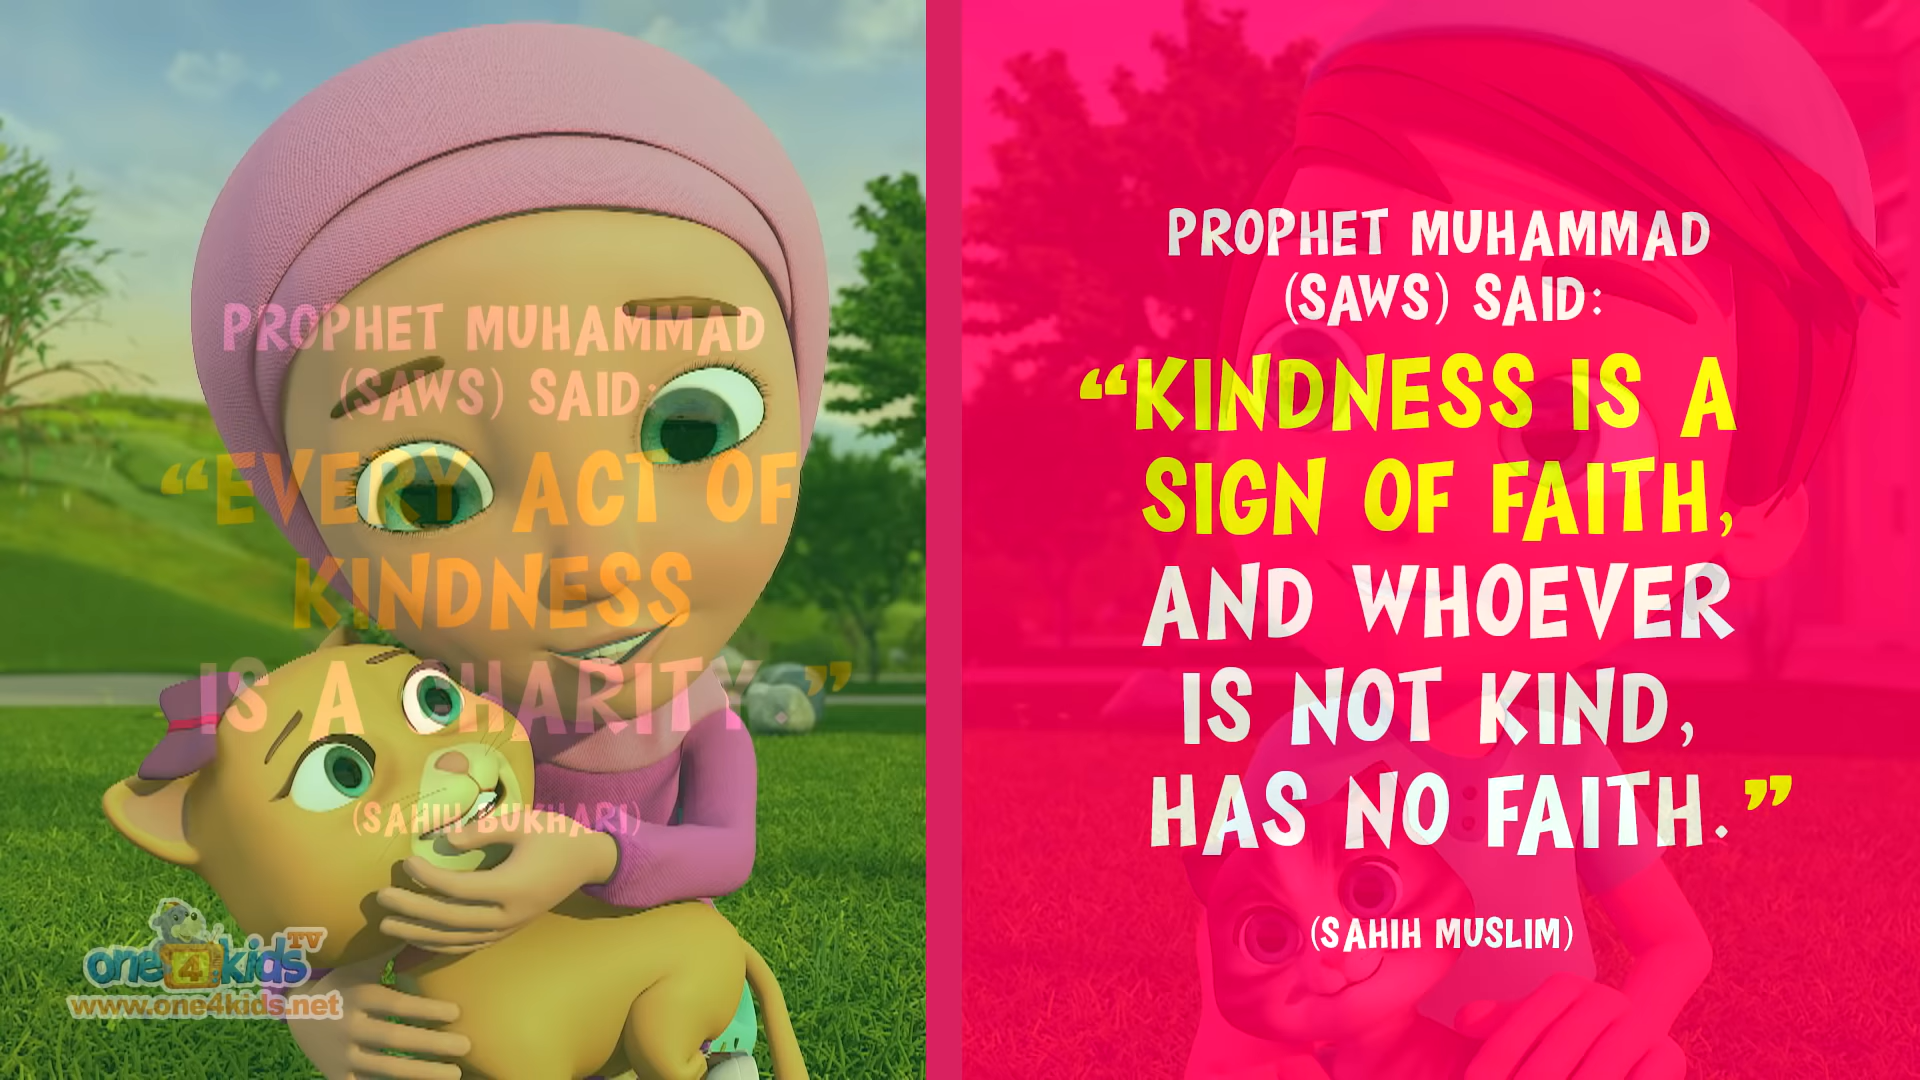 PROPHET MUHAMMAD
(SAWS) SAID:
“EVERY ACT OF
KINDNESS
IS A CHARITY.”
(SAHIH BUKHARI)
one4kids TV
www.one4kids.net
PROPHET MUHAMMAD
(SAWS) SAID:
“KINDNESS IS A
SIGN OF FAITH,
AND WHOEVER
IS NOT KIND,
HAS NO FAITH.”
(SAHIH MUSLIM)